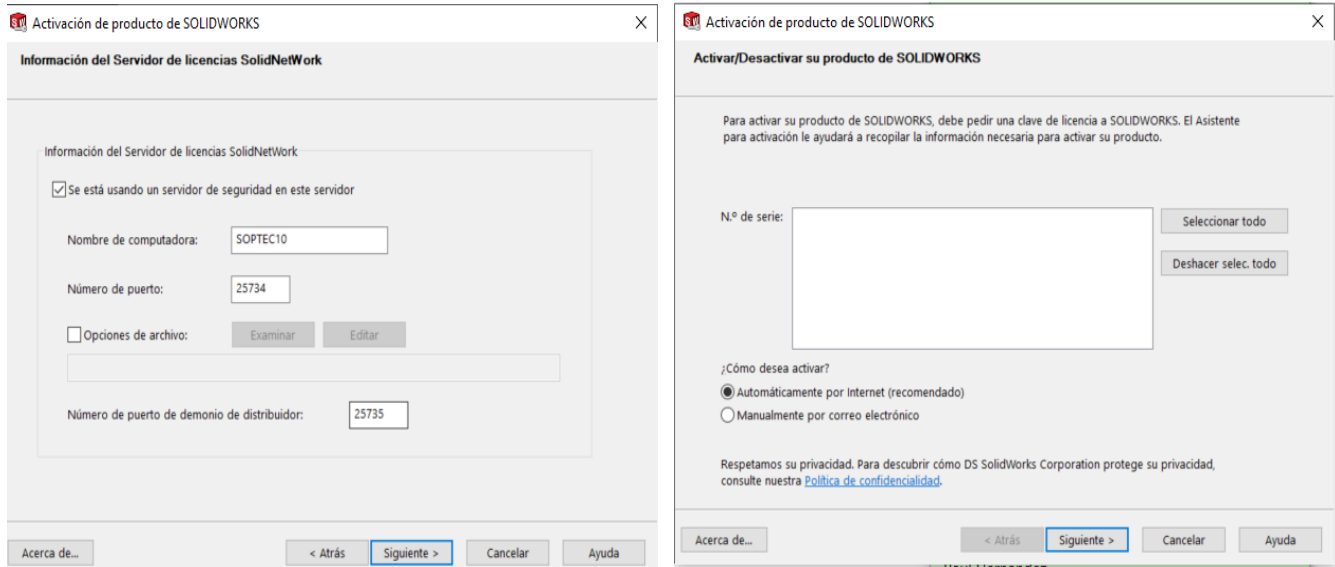 Activación de producto de SOLIDWORKS
Información del Servidor de licencias SolidNetWork
Información del Servidor de licencias SolidNetWork
Se está usando un servidor de seguridad en este servidor
Nombre de computadora: SOPTEC10
Número de puerto: 25734
Opciones de archivo: Examinar Editar
Número de puerto de demonio de distribuidor: 25735
Acerca de... < Atrás Siguiente > Cancelar Ayuda
Activación de producto de SOLIDWORKS
Activar/Desactivar su producto de SOLIDWORKS
Para activar su producto de SOLIDWORKS, debe pedir una clave de licencia a SOLIDWORKS. El Asistente
para activación le ayudará a recopilar la información necesaria para activar su producto.
N.º de serie: Seleccionar todo
Deshacer selec. todo
¿Cómo desea activar?
Automáticamente por Internet (recomendado)
Manualmente por correo electrónico
Respetamos su privacidad. Para descubrir cómo DS SolidWorks Corporation protege su privacidad,
consulte nuestra Política de confidencialidad.
Acerca de... < Atrás Siguiente > Cancelar Ayuda